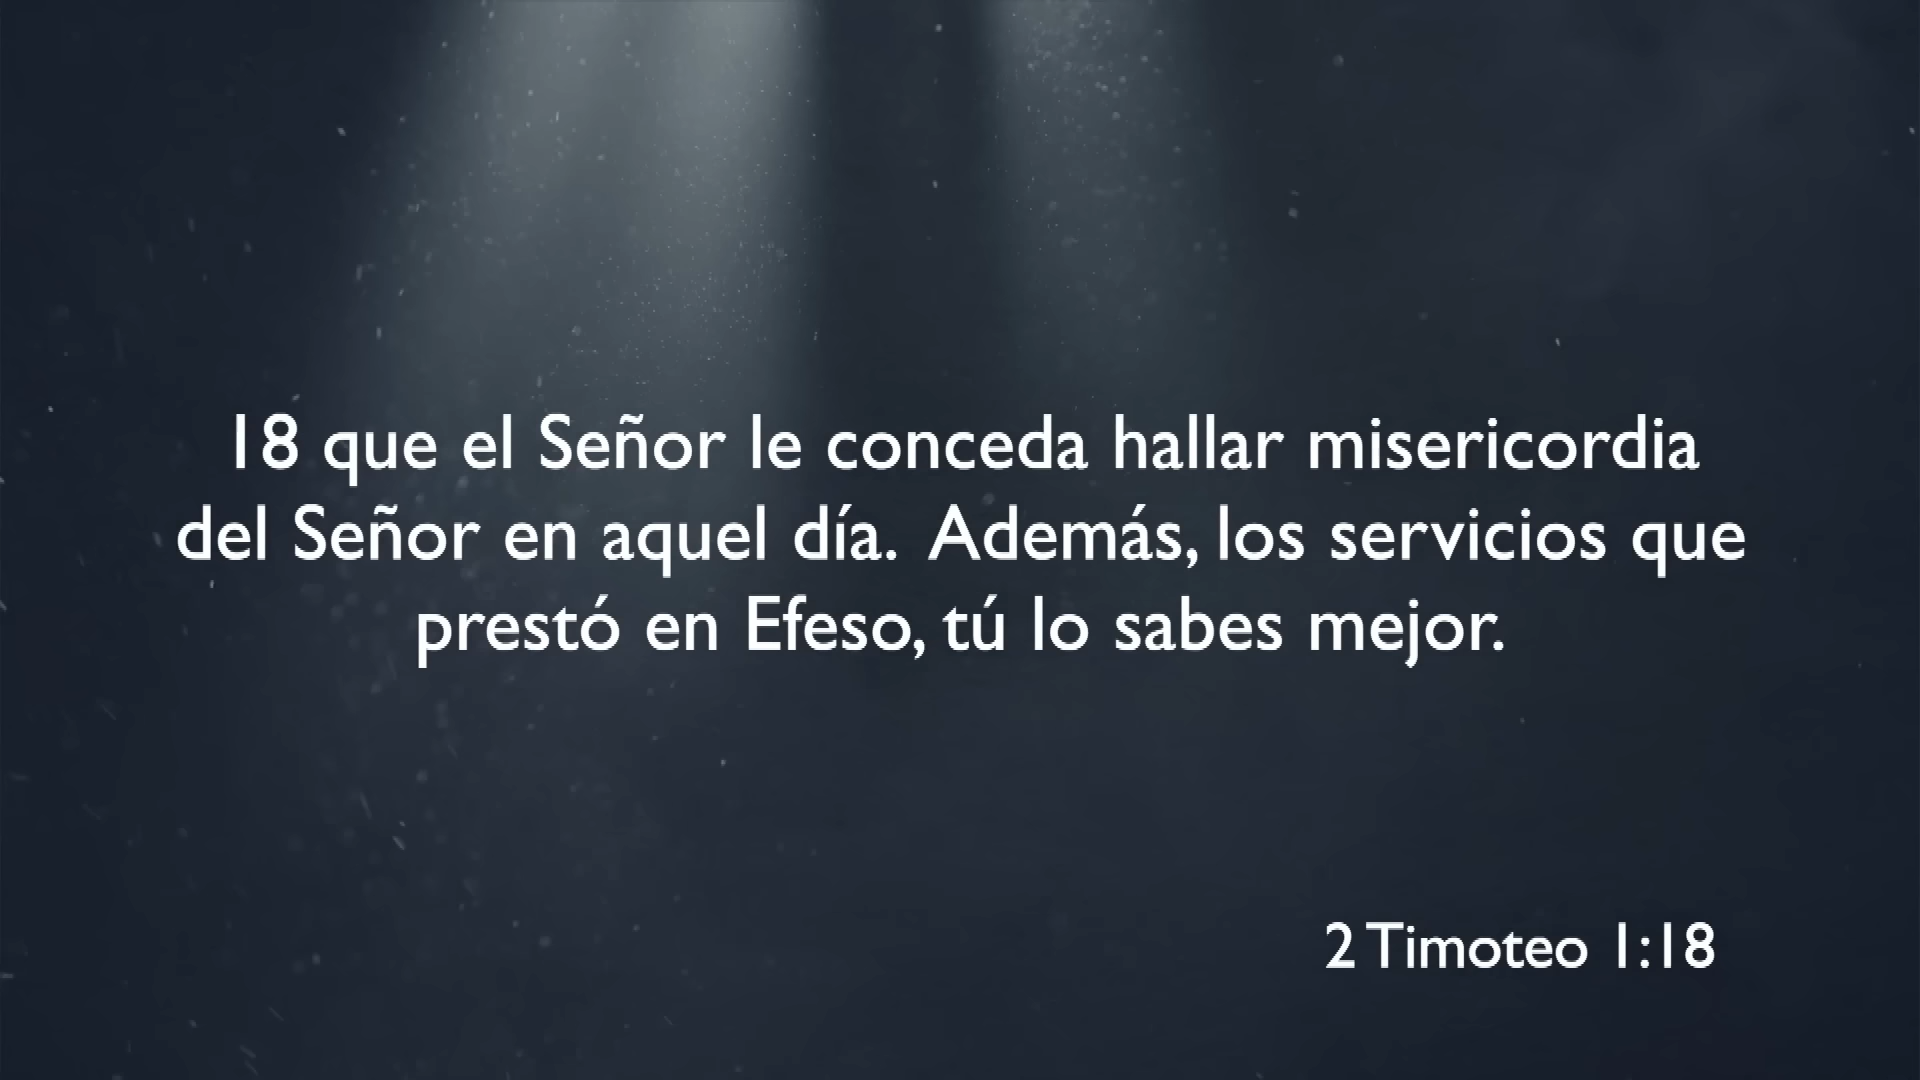 18 que el Señor le conceda hallar misericordia
del Señor en aquel día.  Además, los servicios que
prestó en Efeso, tú lo sabes mejor.
2 Timoteo 1:18